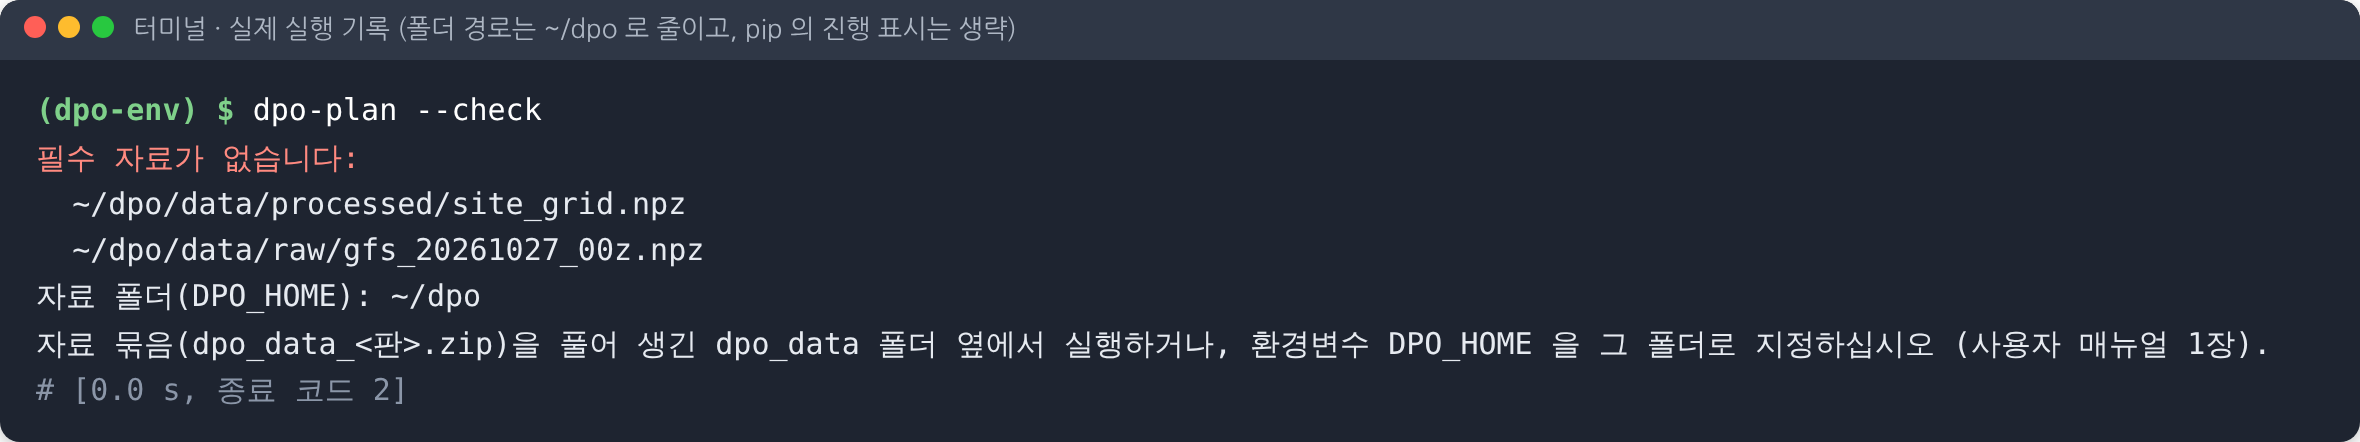 터미널 · 실제 실행 기록 (폴더 경로는 ~/dpo 로 줄이고, pip 의 진행 표시는 생략)
(dpo-env) $ dpo-plan --check
필수 자료가 없습니다:
~/dpo/data/processed/site_grid.npz
~/dpo/data/raw/gfs_20261027_00z.npz
자료 폴더(DPO_HOME): ~/dpo
자료 묶음(dpo_data_<판>.zip)을 풀어 생긴 dpo_data 폴더 옆에서 실행하거나, 환경변수 DPO_HOME 을 그 폴더로 지정하십시오 (사용자 매뉴얼 1장).
# [0.0 s, 종료 코드 2]